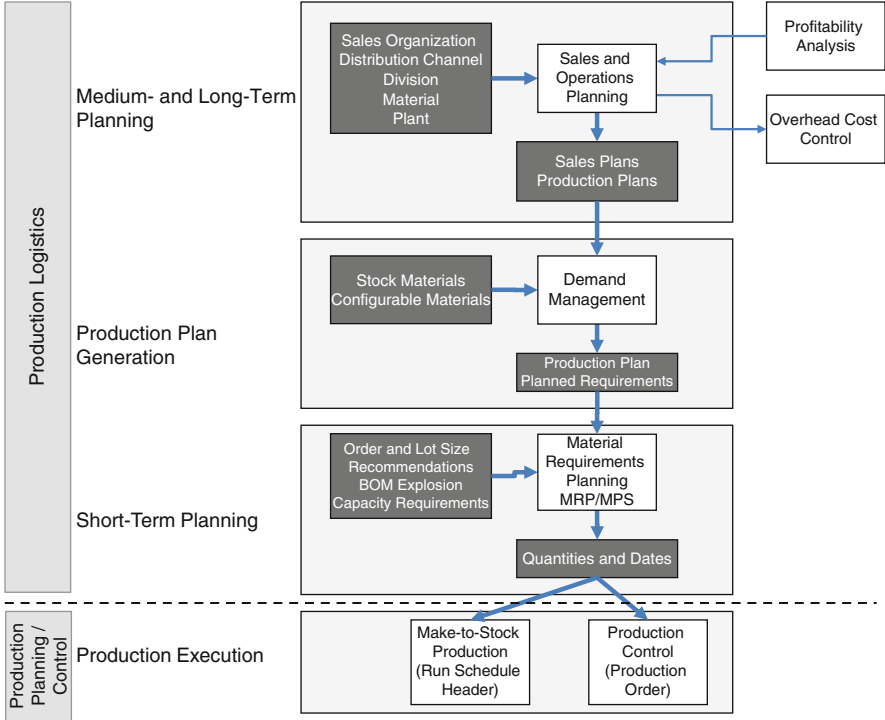 Production Logistics
Medium- and Long-Term
Planning
Sales Organization
Distribution Channel
Division
Material
Plant
Sales and
Operations
Planning
Profitability
Analysis
Overhead Cost
Control
Sales Plans
Production Plans
Production Plan
Generation
Stock Materials
Configurable Materials
Demand
Management
Production Plan
Planned Requirements
Short-Term Planning
Order and Lot Size
Recommendations
BOM Explosion
Capacity Requirements
Material
Requirements
Planning
MRP/MPS
Quantities and Dates
Production
Planning /
Control
Production Execution
Make-to-Stock
Production
(Run Schedule
Header)
Production
Control
(Production
Order)